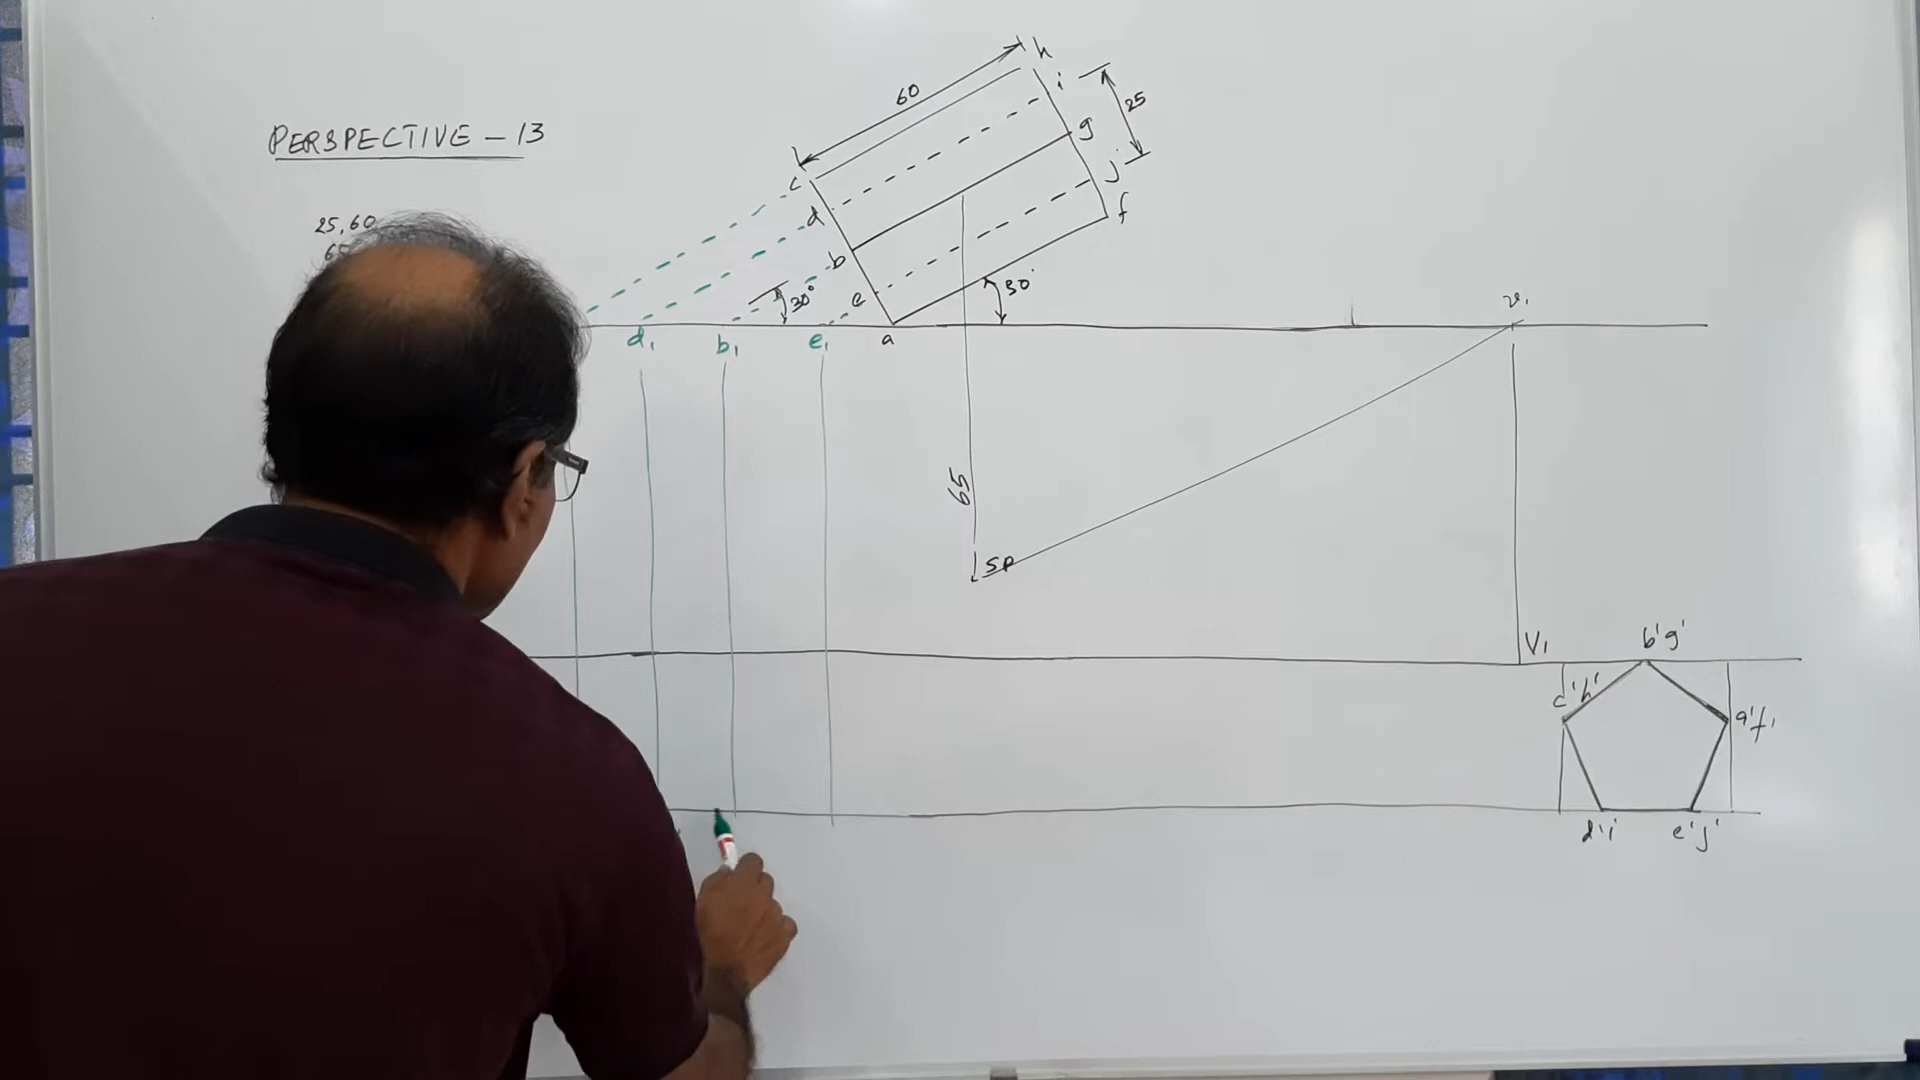 PERSPECTIVE - 13
25, 60
60
h
i
25
c
g
d
j
b
f
30°
e
30°
v₁
d₁
b₁
e₁
a
65
SP
V₁
b'g'
c'h'
a'f'
d'i
e'j'